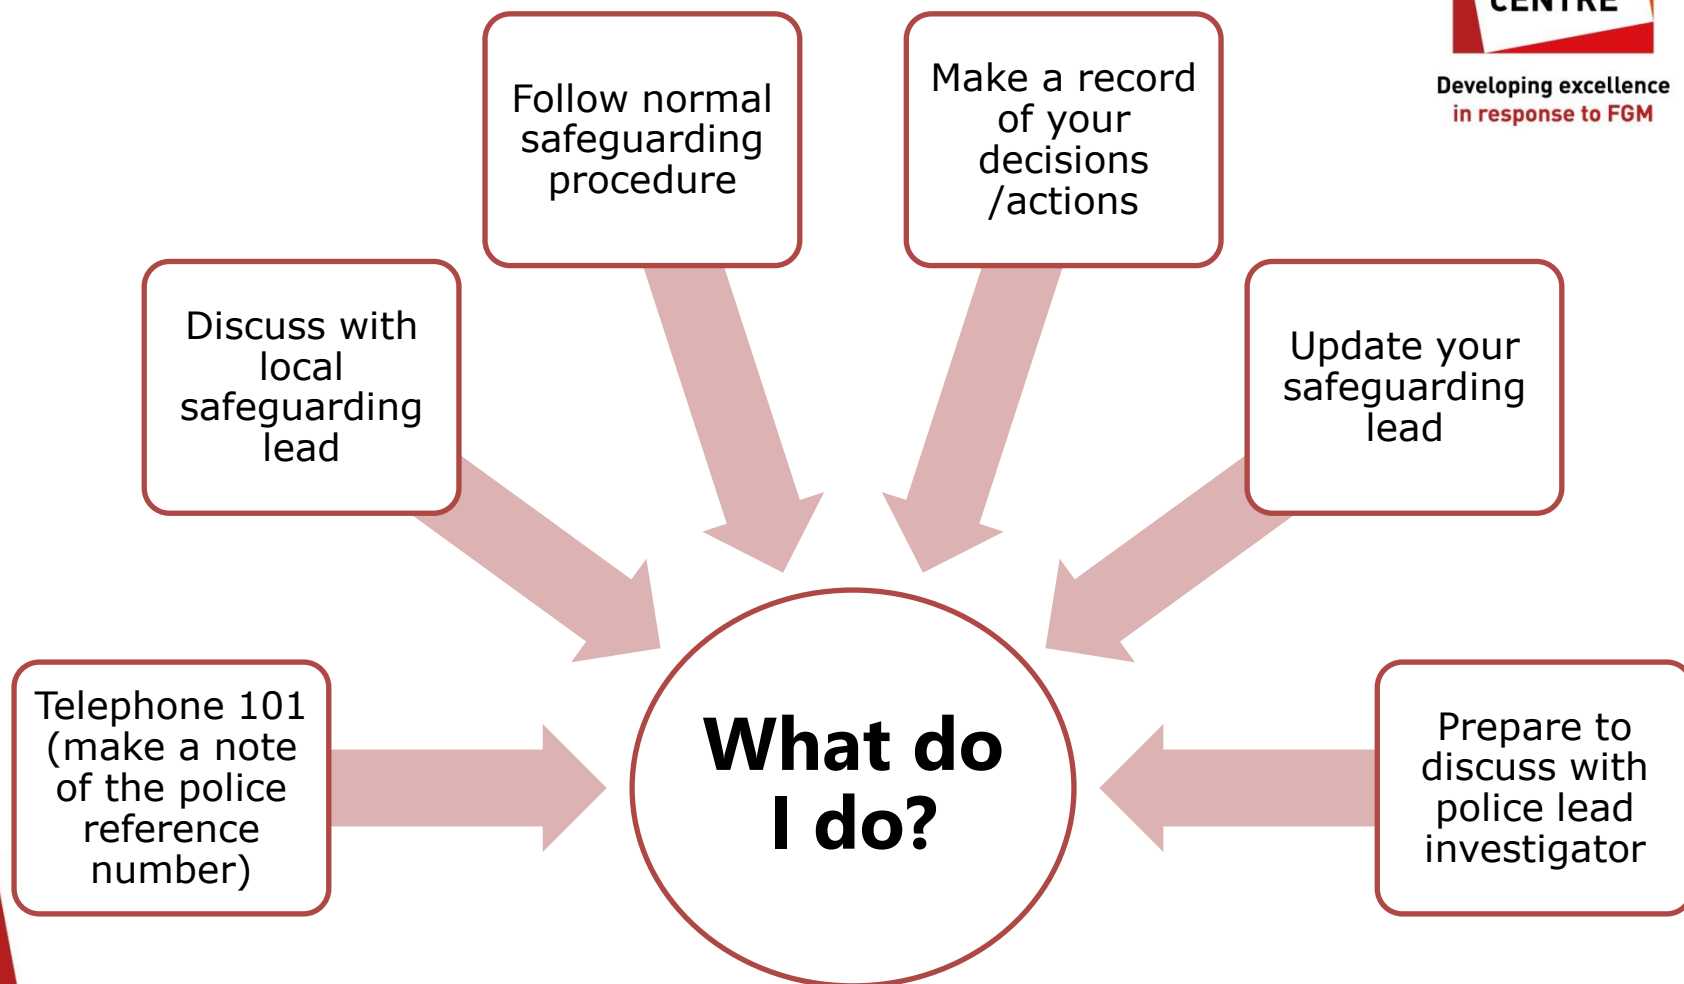 CENTRE
Developing excellence
in response to FGM
Follow normal
safeguarding
procedure
Make a record
of your
decisions
/actions
Discuss with
local
safeguarding
lead
Update your
safeguarding
lead
Telephone 101
(make a note
of the police
reference
number)
What do
I do?
Prepare to
discuss with
police lead
investigator